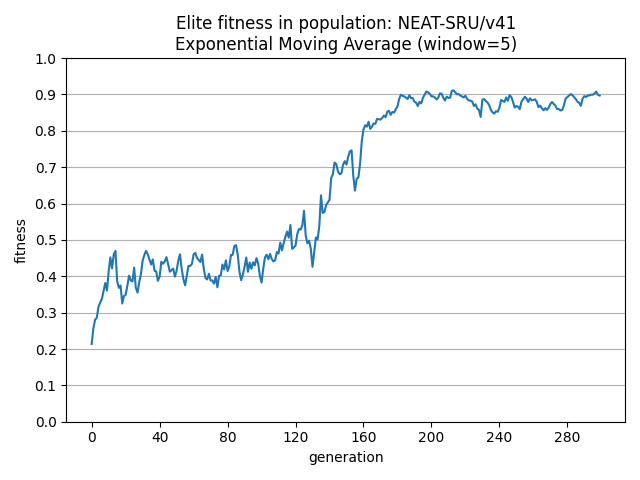 Elite fitness in population: NEAT-SRU/v41
Exponential Moving Average (window=5)
fitness
1.0
0.9
0.8
0.7
0.6
0.5
0.4
0.3
0.2
0.1
0.0
0 40 80 120 160 200 240 280
generation